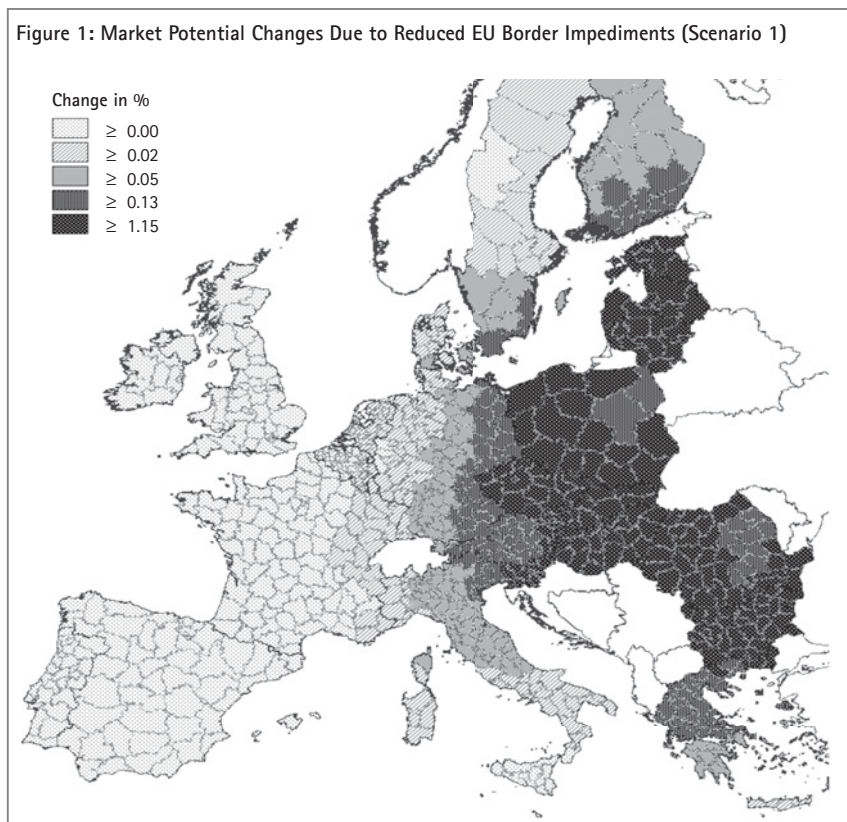 Figure 1: Market Potential Changes Due to Reduced EU Border Impediments (Scenario 1)
Change in %
≥ 0.00
≥ 0.02
≥ 0.05
≥ 0.13
≥ 1.15